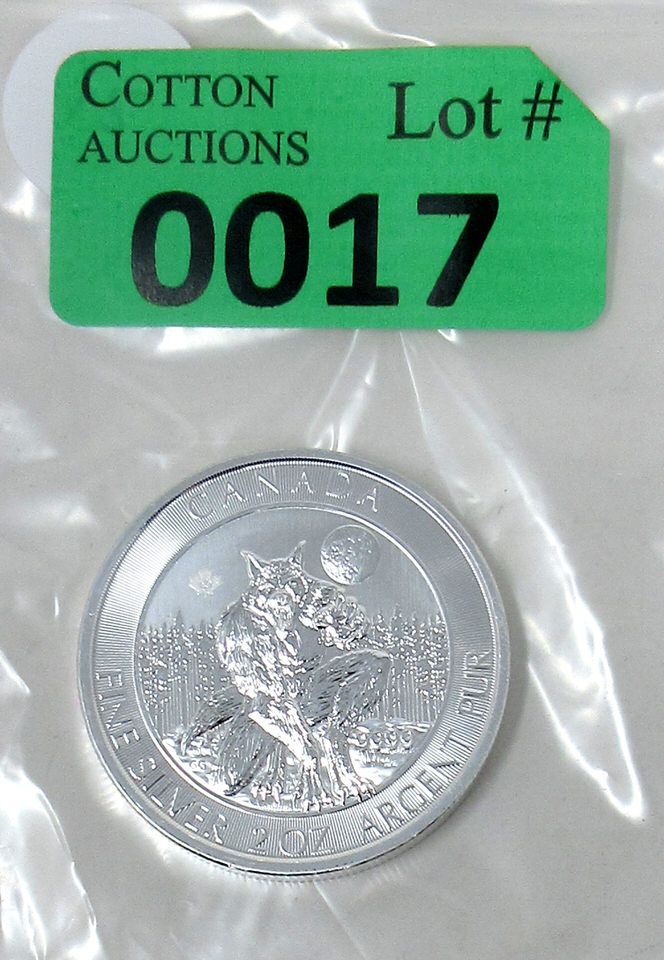 COTTON
AUCTIONS
Lot #
0017
CANADA
9999
FINE SILVER 2 OZ ARGENT PUR